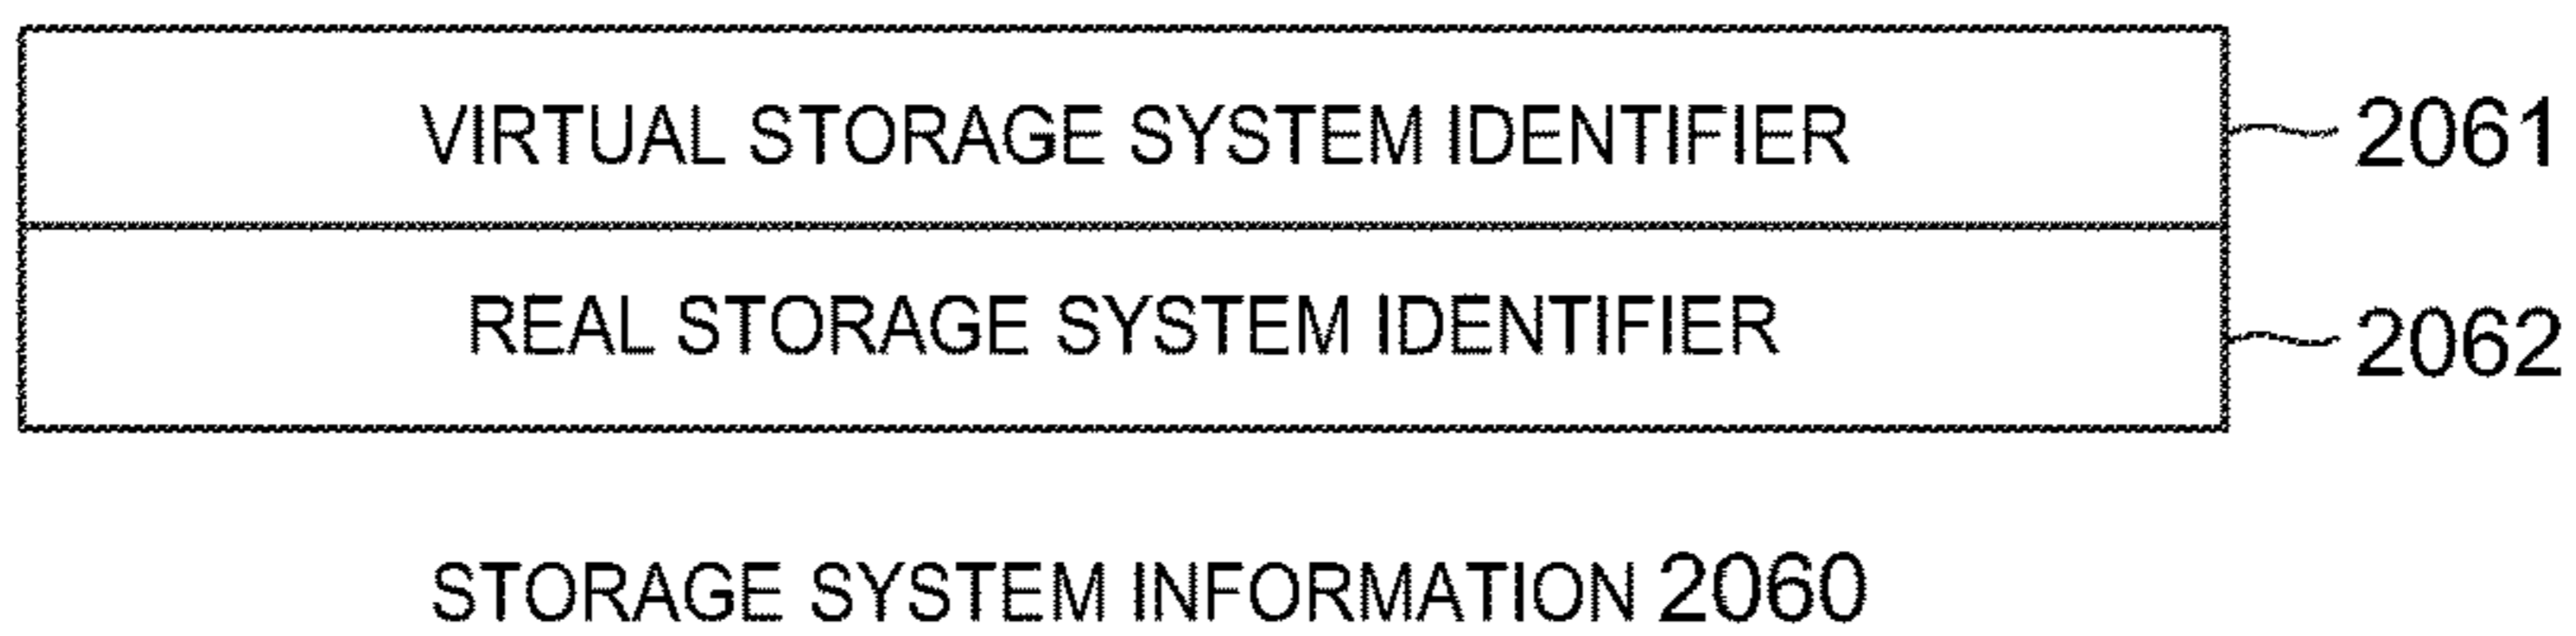 VIRTUAL STORAGE SYSTEM IDENTIFIER 2061
REAL STORAGE SYSTEM IDENTIFIER 2062
STORAGE SYSTEM INFORMATION 2060